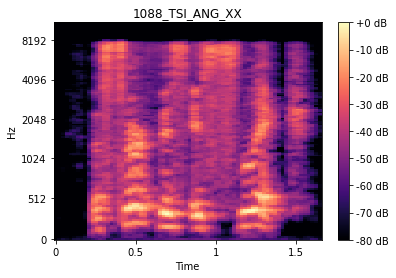 1088_TSI_ANG_XX
8192
4096
2048
1024
512
0
Hz
0
0.5
1
1.5
Time
+0 dB
-10 dB
-20 dB
-30 dB
-40 dB
-50 dB
-60 dB
-70 dB
-80 dB